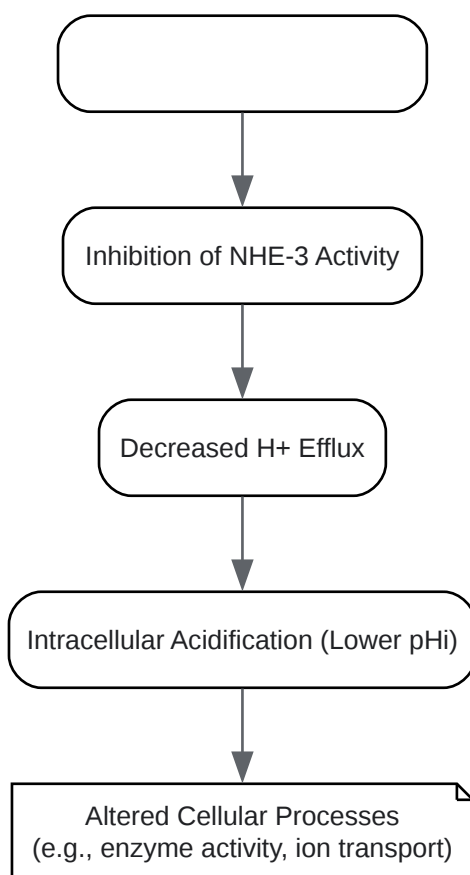 Inhibition of NHE-3 Activity
Decreased H+ Efflux
Intracellular Acidification (Lower pHi)
Altered Cellular Processes
(e.g., enzyme activity, ion transport)